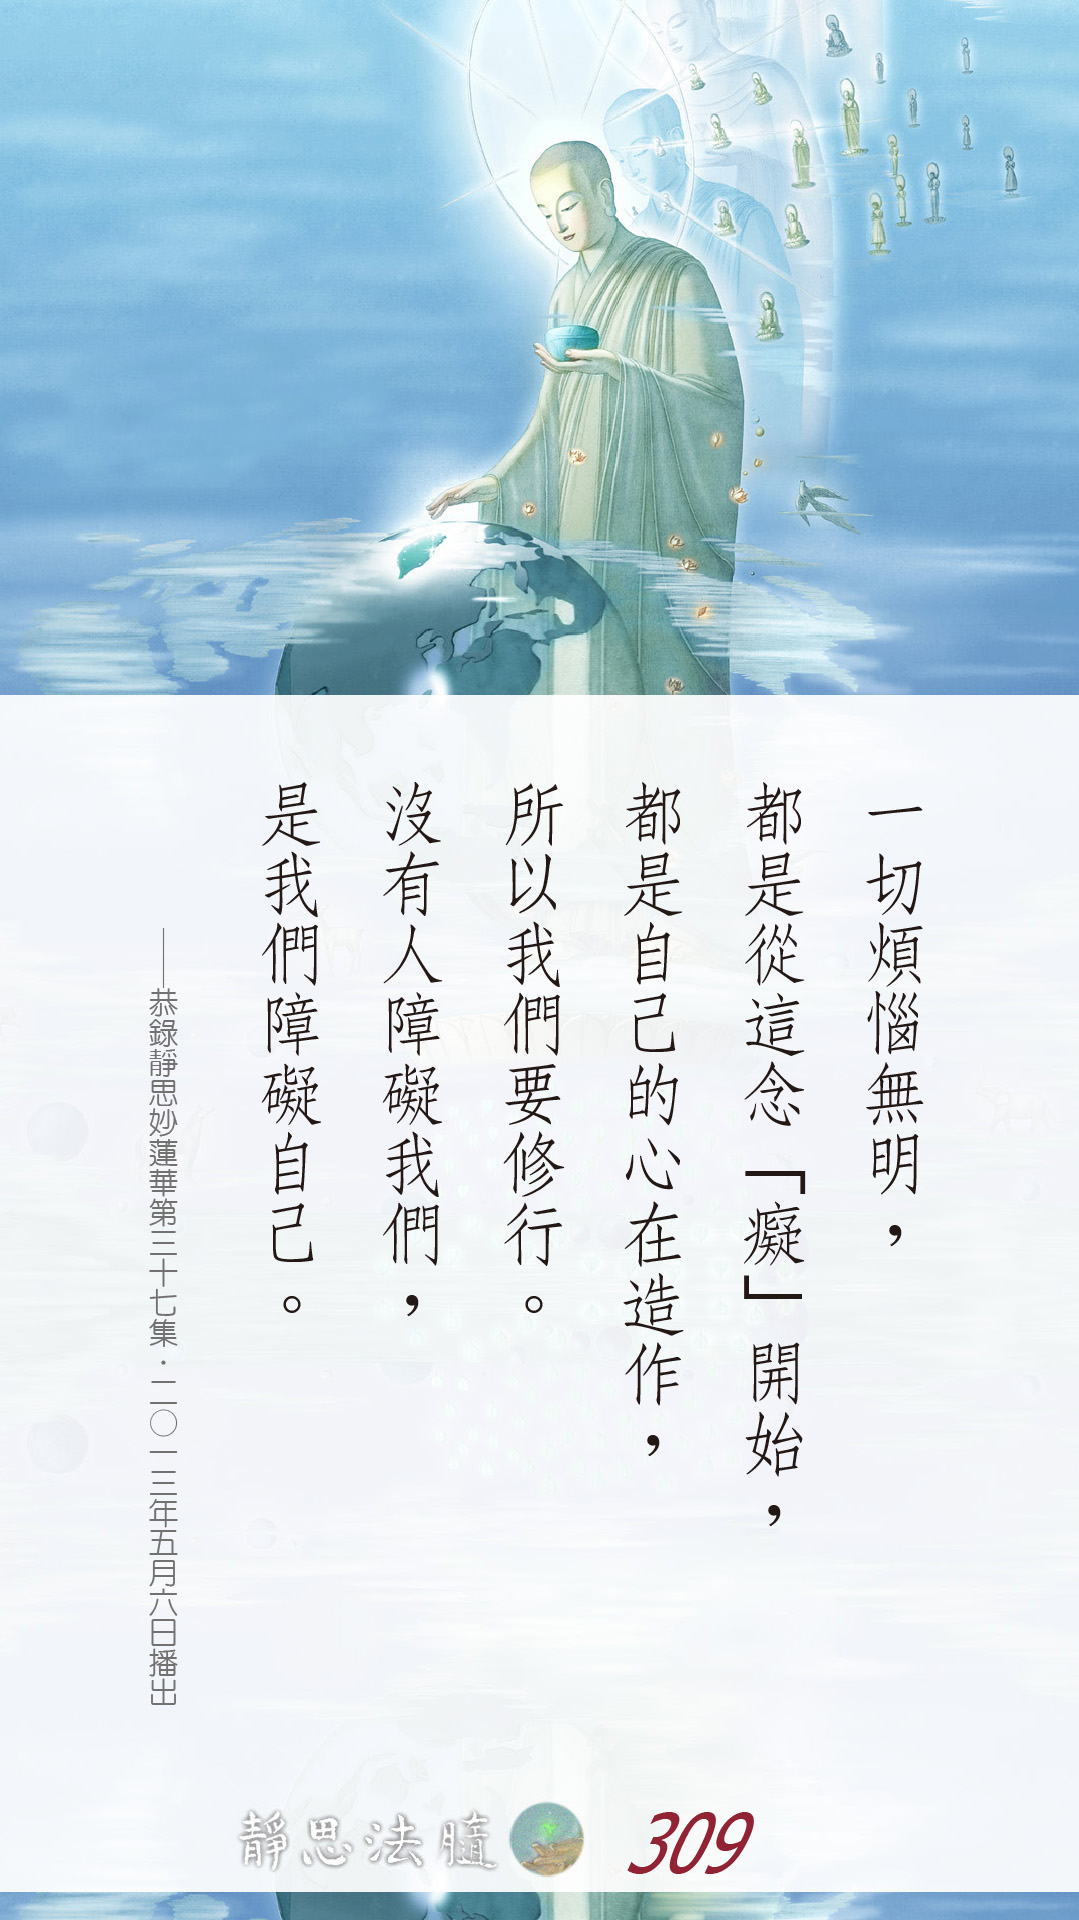 一切煩惱無明，
都是從這念「癡」開始，
都是自己的心在造作，
所以我們要修行。
沒有人障礙我們，
是我們障礙自己。
——恭錄靜思妙蓮華第三十七集·二〇一三年五月六日播出
靜思法髓
309